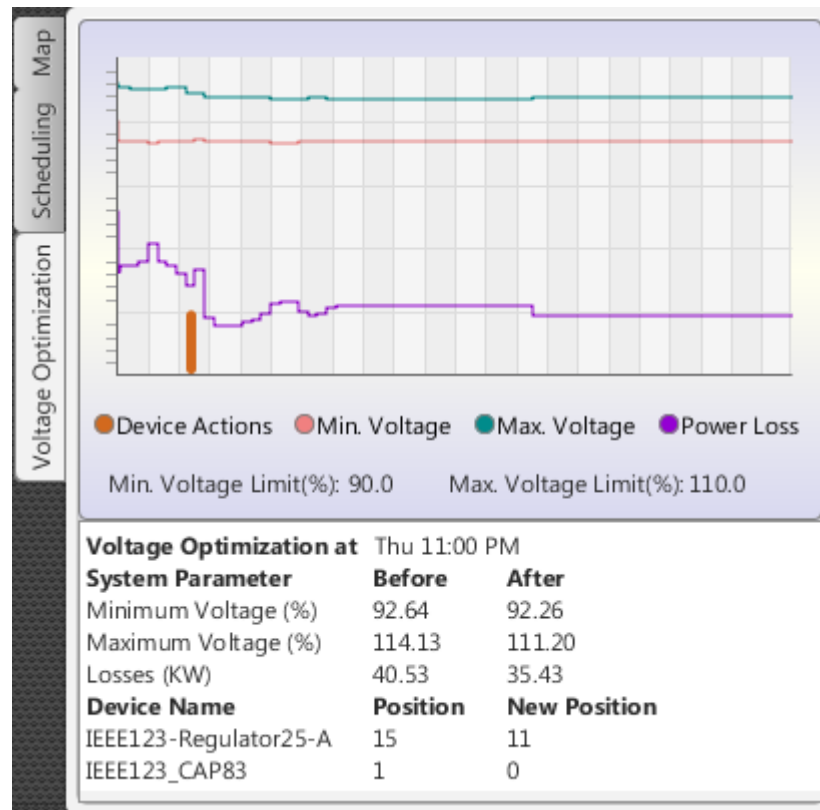 Map
Scheduling
Voltage Optimization
Device Actions Min. Voltage Max. Voltage Power Loss
Min. Voltage Limit(%): 90.0 Max. Voltage Limit(%): 110.0
Voltage Optimization at Thu 11:00 PM
System Parameter Before After
Minimum Voltage (%) 92.64 92.26
Maximum Voltage (%) 114.13 111.20
Losses (KW) 40.53 35.43
Device Name Position New Position
IEEE123-Regulator25-A 15 11
IEEE123_CAP83 1 0